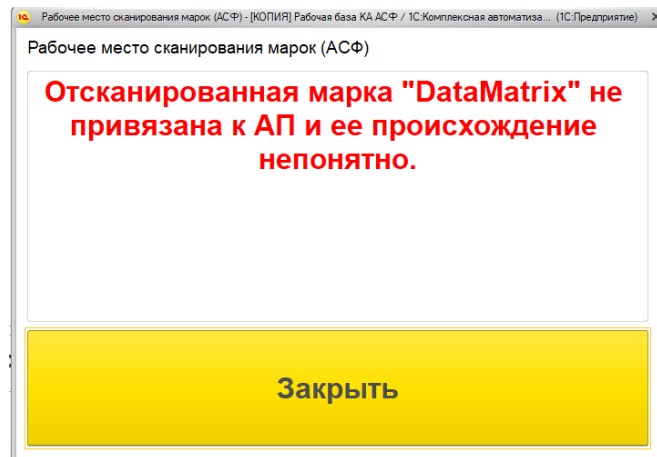 1С Рабочее место сканирования марок (АСФ) - [КОПИЯ] Рабочая база КА АСФ / 1С:Комплексная автоматиза... (1С:Предприятие)
Рабочее место сканирования марок (АСФ)
Отсканированная марка "DataMatrix" не
привязана к АП и ее происхождение
непонятно.
Закрыть